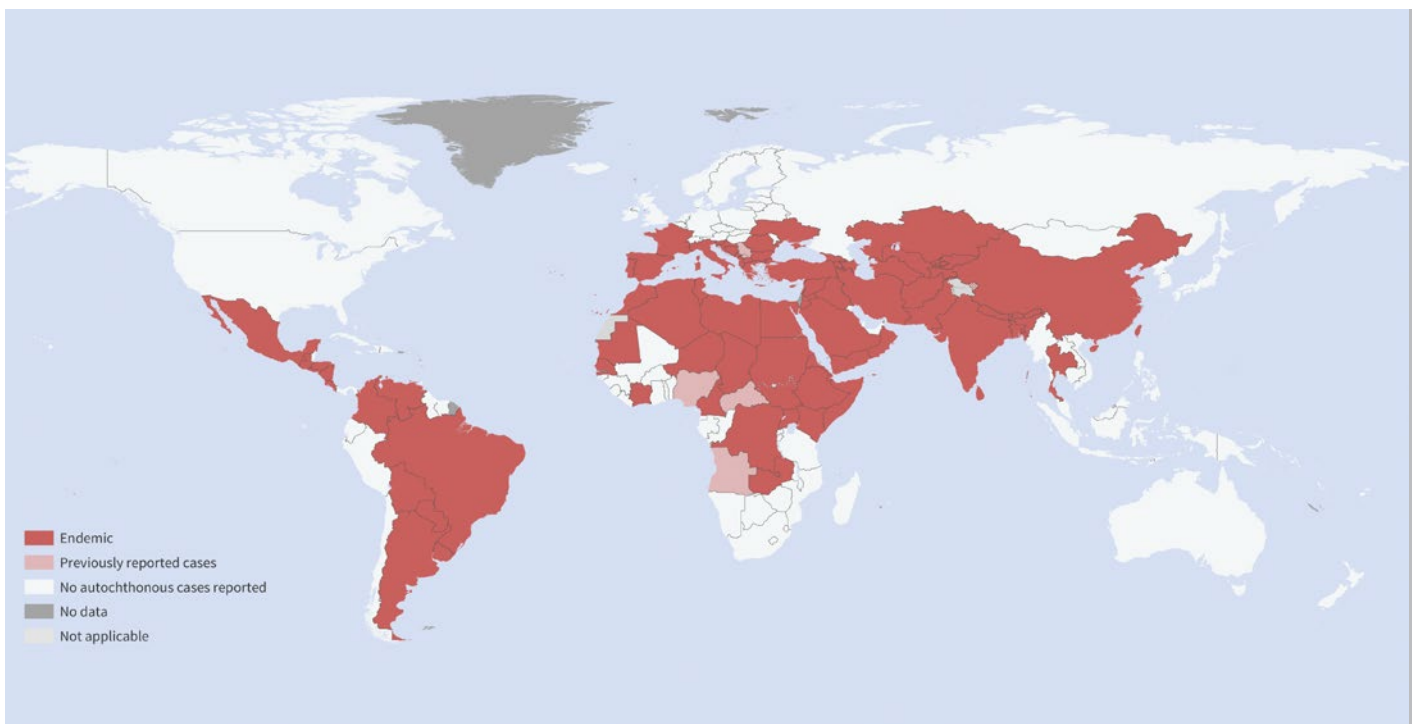 Endemic
Previously reported cases
No autochthonous cases reported
No data
Not applicable